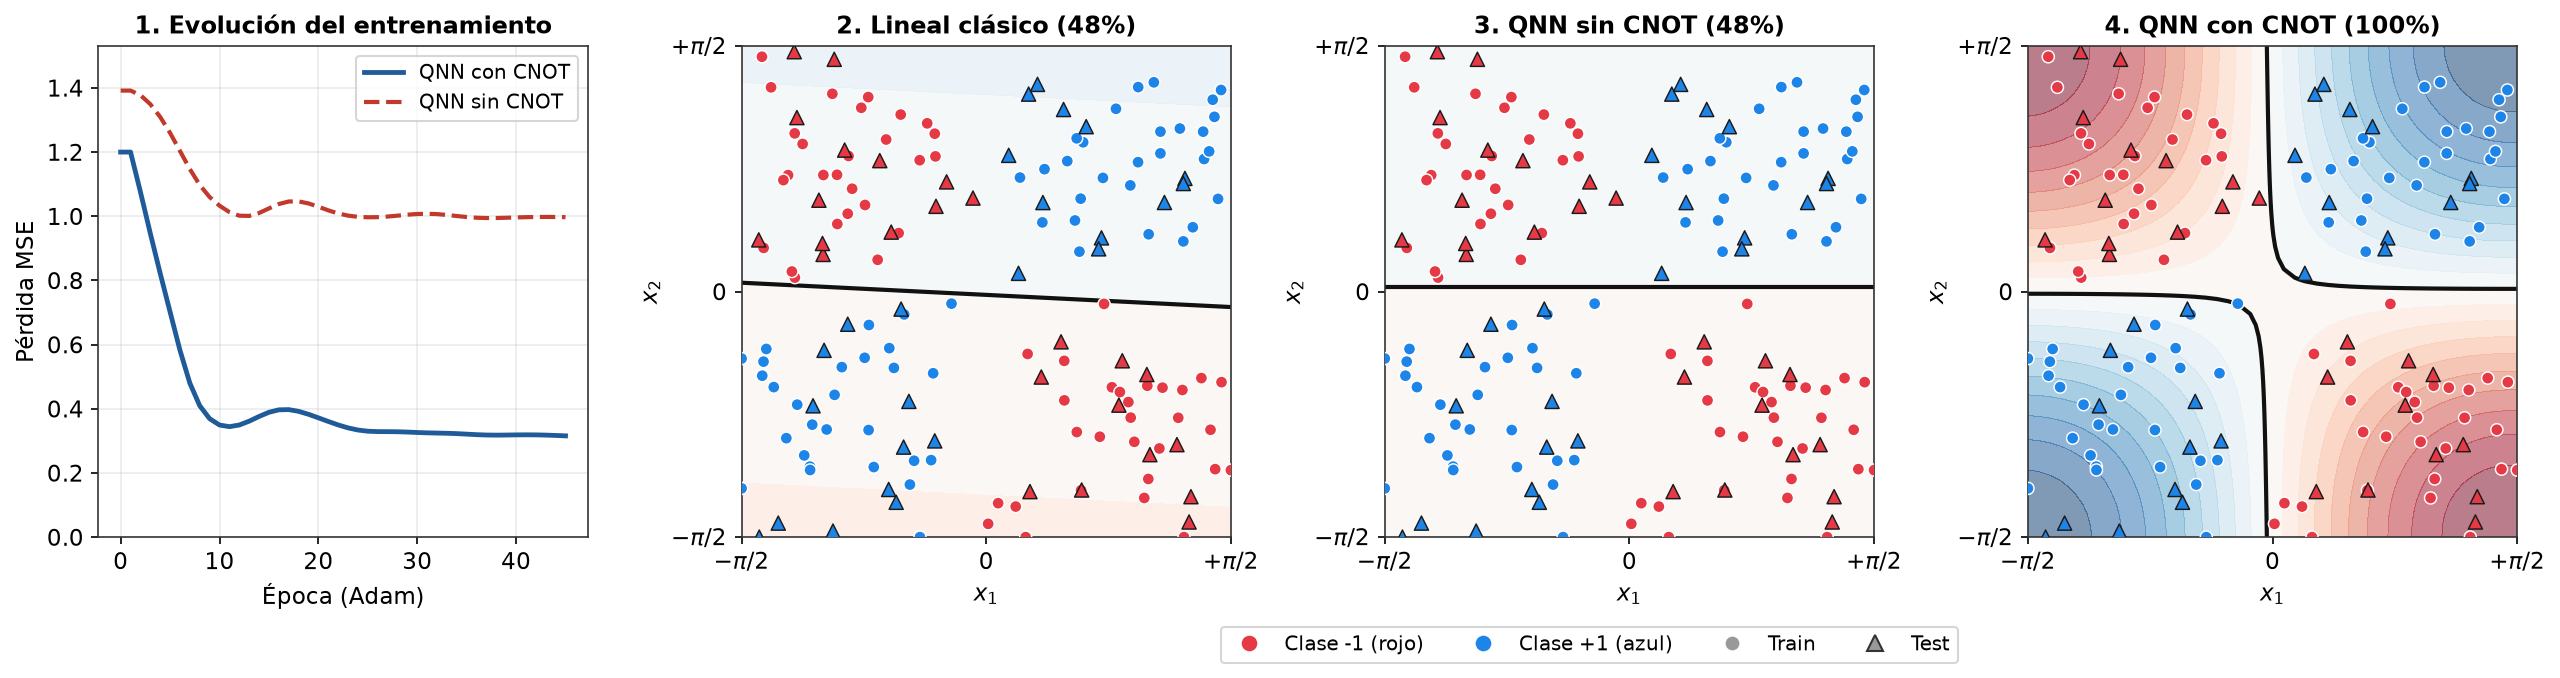 1. Evolución del entrenamiento
Pérdida MSE
1.4
1.2
1.0
0.8
0.6
0.4
0.2
0.0
0
10
20
30
40
Época (Adam)
QNN con CNOT
QNN sin CNOT
2. Lineal clásico (48%)
x₂
+π/2
0
−π/2
−π/2
0
+π/2
x₁
3. QNN sin CNOT (48%)
x₂
+π/2
0
−π/2
−π/2
0
+π/2
x₁
4. QNN con CNOT (100%)
x₂
+π/2
0
−π/2
−π/2
0
+π/2
x₁
Clase -1 (rojo)
Clase +1 (azul)
Train
Test